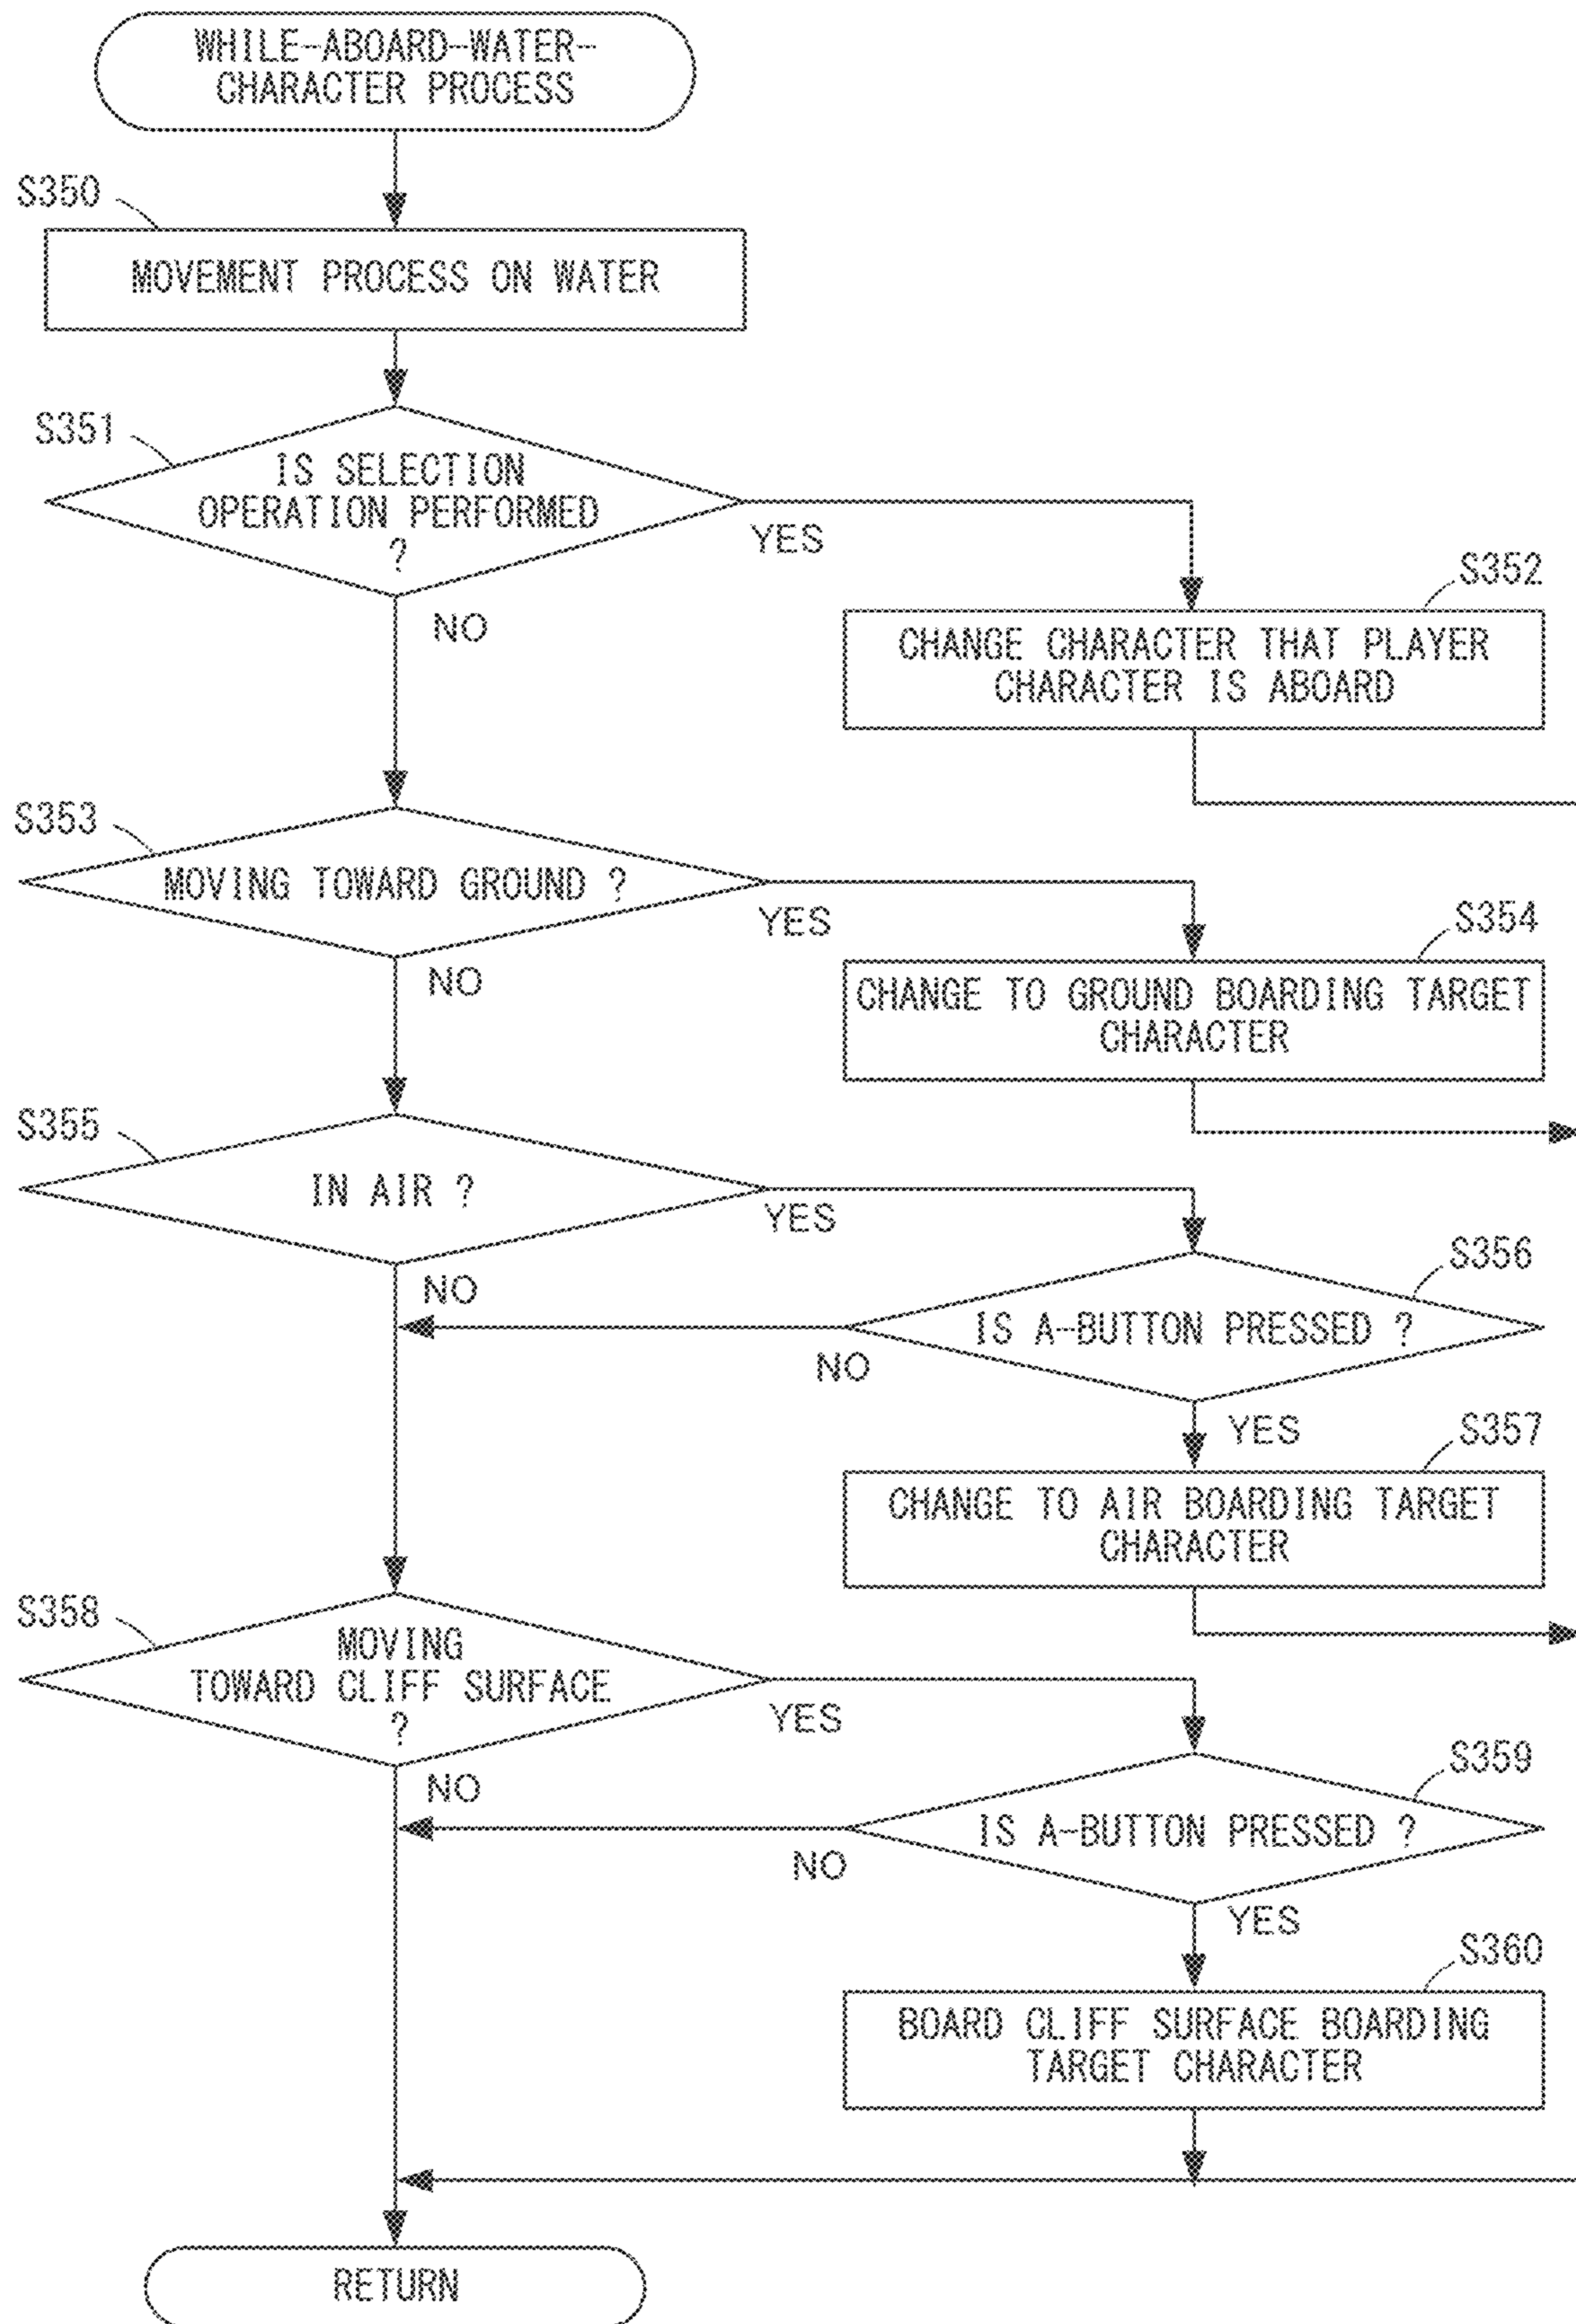 WHILE-ABOARD-WATER-
CHARACTER PROCESS
S350
MOVEMENT PROCESS ON WATER
S351
IS SELECTION
OPERATION PERFORMED
?
YES
NO
S352
CHANGE CHARACTER THAT PLAYER
CHARACTER IS ABOARD
S353
MOVING TOWARD GROUND ?
YES
NO
S354
CHANGE TO GROUND BOARDING TARGET
CHARACTER
S355
IN AIR ?
YES
NO
S356
IS A-BUTTON PRESSED ?
NO
YES
S357
CHANGE TO AIR BOARDING TARGET
CHARACTER
S358
MOVING
TOWARD CLIFF SURFACE
?
YES
NO
S359
IS A-BUTTON PRESSED ?
NO
YES
S360
BOARD CLIFF SURFACE BOARDING
TARGET CHARACTER
RETURN